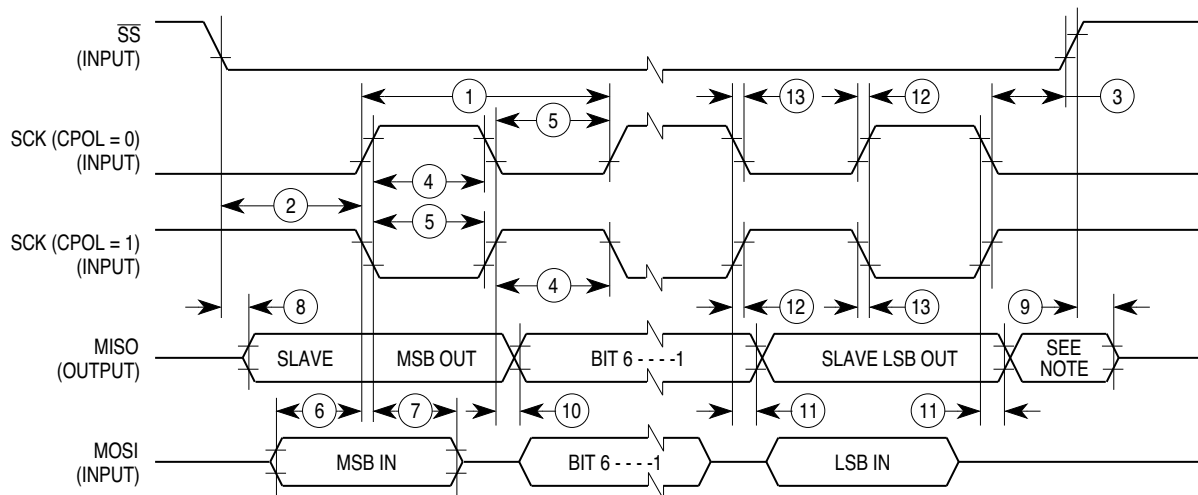 SS
(INPUT)
1
13
12
3
5
SCK (CPOL = 0)
(INPUT)
4
2
5
SCK (CPOL = 1)
(INPUT)
4
8
12
13
9
MISO
(OUTPUT)
SLAVE
MSB OUT
BIT 6 - - - -1
SLAVE LSB OUT
SEE
NOTE
6
7
10
11
11
MOSI
(INPUT)
MSB IN
BIT 6 - - - -1
LSB IN